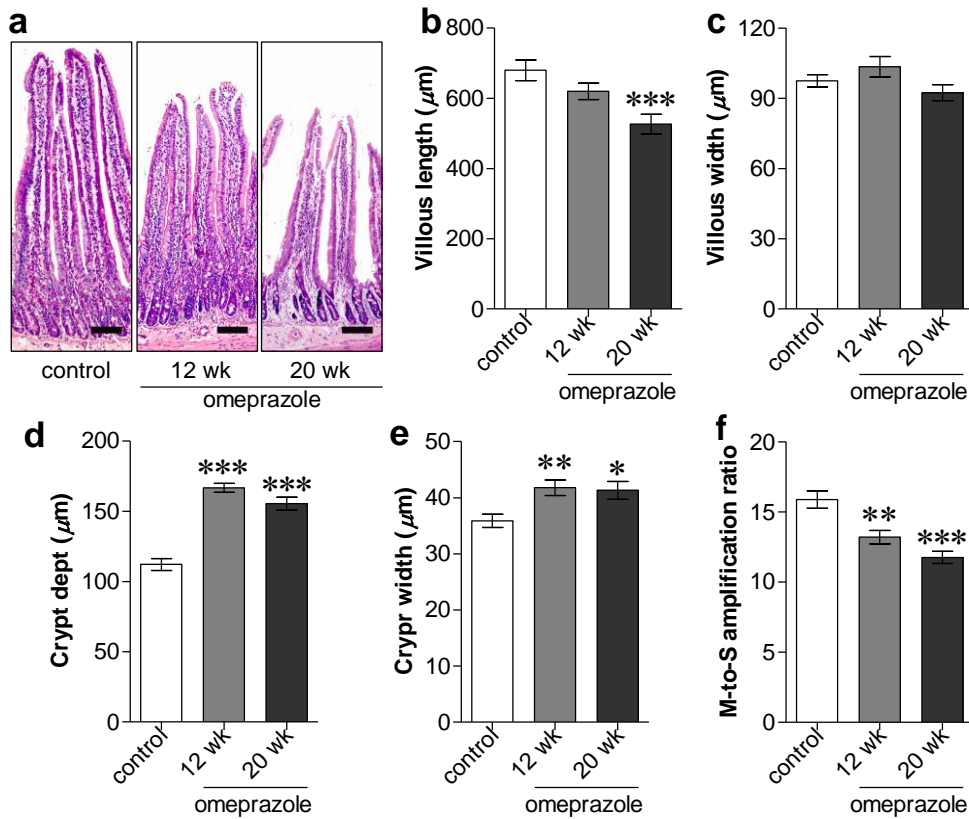 a
control
12 wk
20 wk
omeprazole
b
Villous length (μm)
800
600
400
200
0
***
control
12 wk
20 wk
omeprazole
c
Villous width (μm)
120
90
60
30
0
control
12 wk
20 wk
omeprazole
d
Crypt dept (μm)
200
150
100
50
0
***
***
control
12 wk
20 wk
omeprazole
e
Crypr width (μm)
50
40
30
20
10
0
**
*
control
12 wk
20 wk
omeprazole
f
M-to-S amplification ratio
20
15
10
5
0
**
***
control
12 wk
20 wk
omeprazole